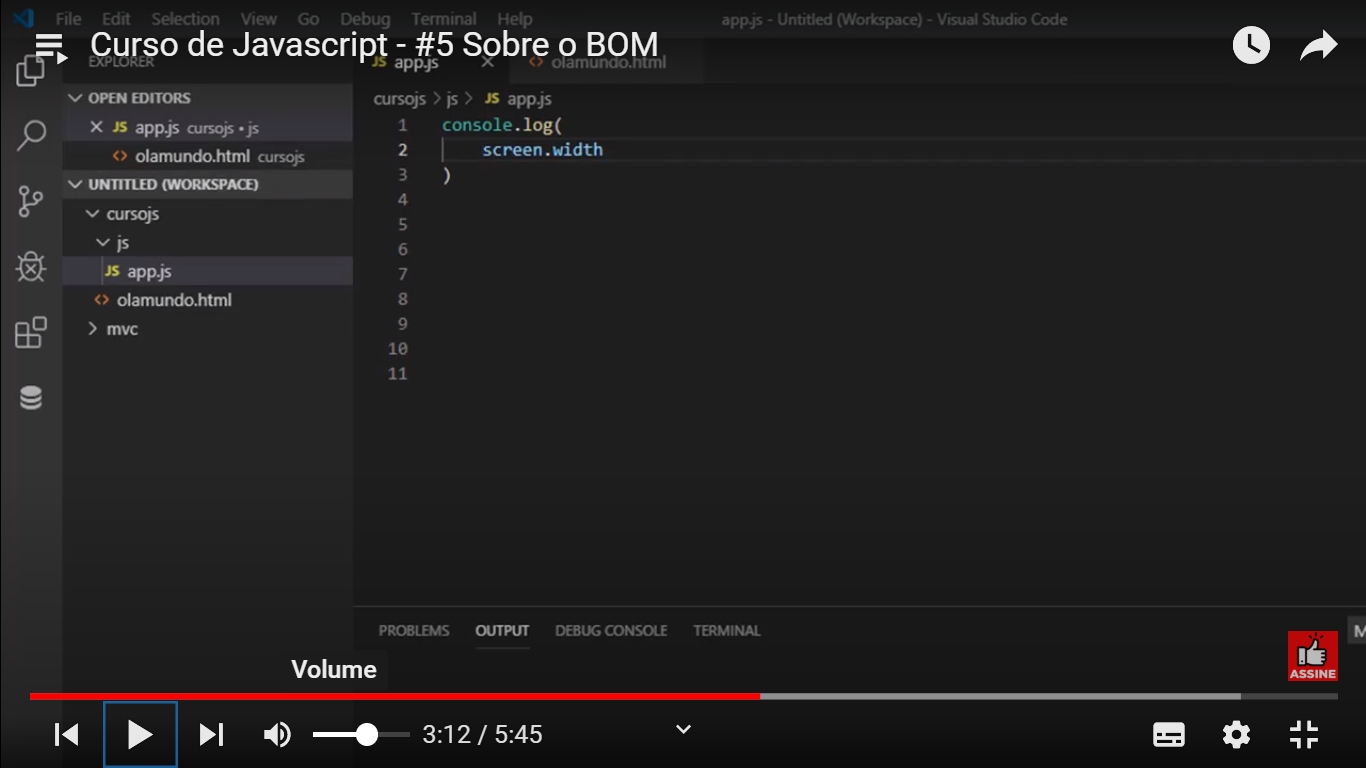 File Edit Selection View Go Debug Terminal Help app.js - Untitled (Workspace) - Visual Studio Code
Curso de Javascript - #5 Sobre o BOM
EXPLORER
JS app.js olamundo.html
OPEN EDITORS
cursojs js JS app.js
JS app.js cursojs • js
olamundo.html cursojs
UNTITLED (WORKSPACE)
cursojs
js
JS app.js
olamundo.html
mvc
1 console.log(
2 screen.width
3 )
4
5
6
7
8
9
10
11
PROBLEMS OUTPUT DEBUG CONSOLE TERMINAL
ASSINE
Volume
3:12 / 5:45